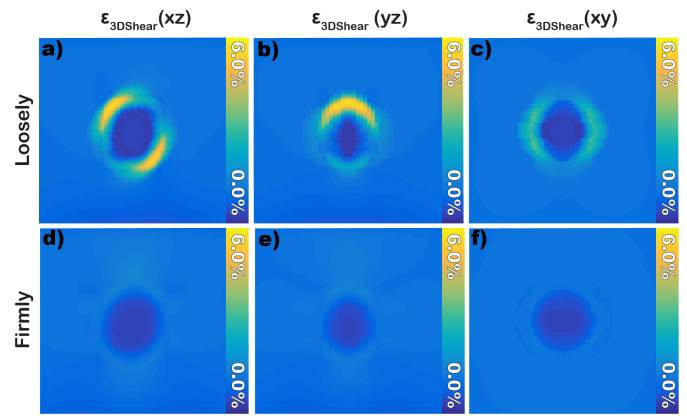 ε3DShear(xz) ε3DShear (yz) ε3DShear(xy)
Loosely
a) 6.0% 0.0% b) 6.0% 0.0% c) 6.0% 0.0%
Firmly
d) 6.0% 0.0% e) 6.0% 0.0% f) 6.0% 0.0%